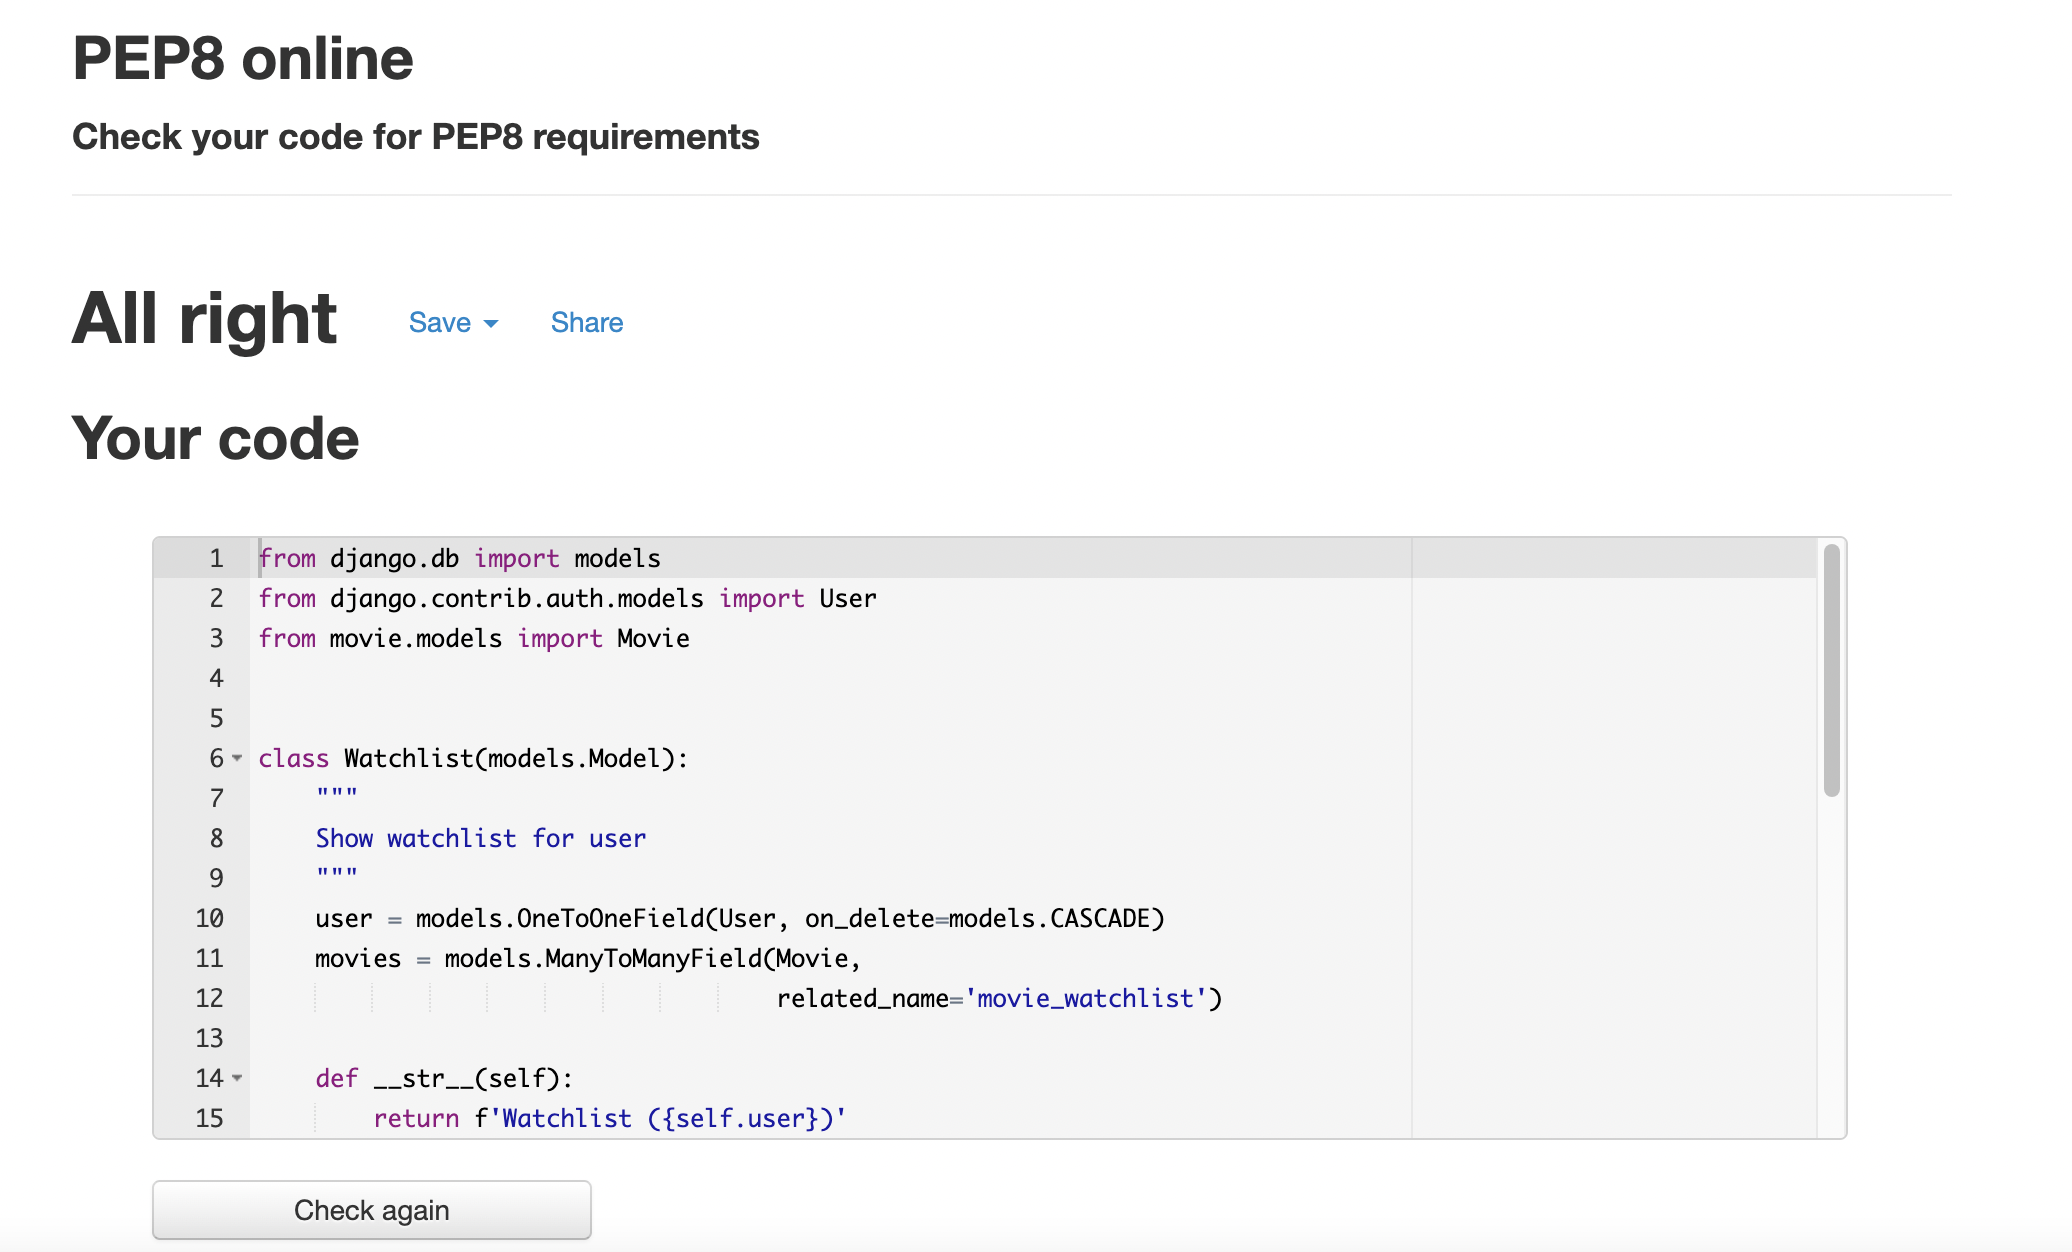 PEP8 online
Check your code for PEP8 requirements
All right Save Share
Your code
1 from django.db import models
2 from django.contrib.auth.models import User
3 from movie.models import Movie
4
5
6 class Watchlist(models.Model):
7     """
8     Show watchlist for user
9     """
10     user = models.OneToOneField(User, on_delete=models.CASCADE)
11     movies = models.ManyToManyField(Movie,
12                                     related_name='movie_watchlist')
13
14     def __str__(self):
15         return f'Watchlist ({self.user})'
Check again